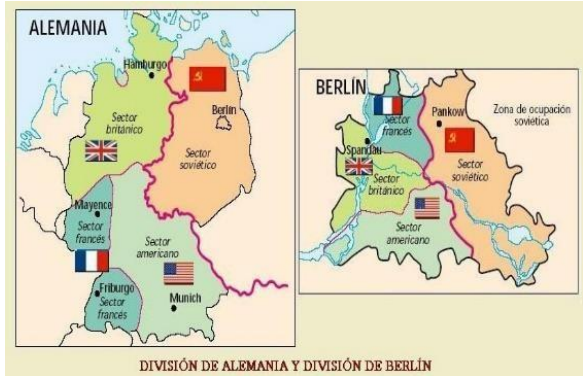 ALEMANIA
Hamburgo
Berlín
Sector
británico
Sector
soviético
Mayence
Sector
francés
Sector
americano
Friburgo
Sector
francés
Munich
BERLÍN
Sector
francés
Pankow
Zona de ocupación
soviética
Spandau
Sector
soviético
Sector
británico
Sector
americano
DIVISIÓN DE ALEMANIA Y DIVISIÓN DE BERLÍN